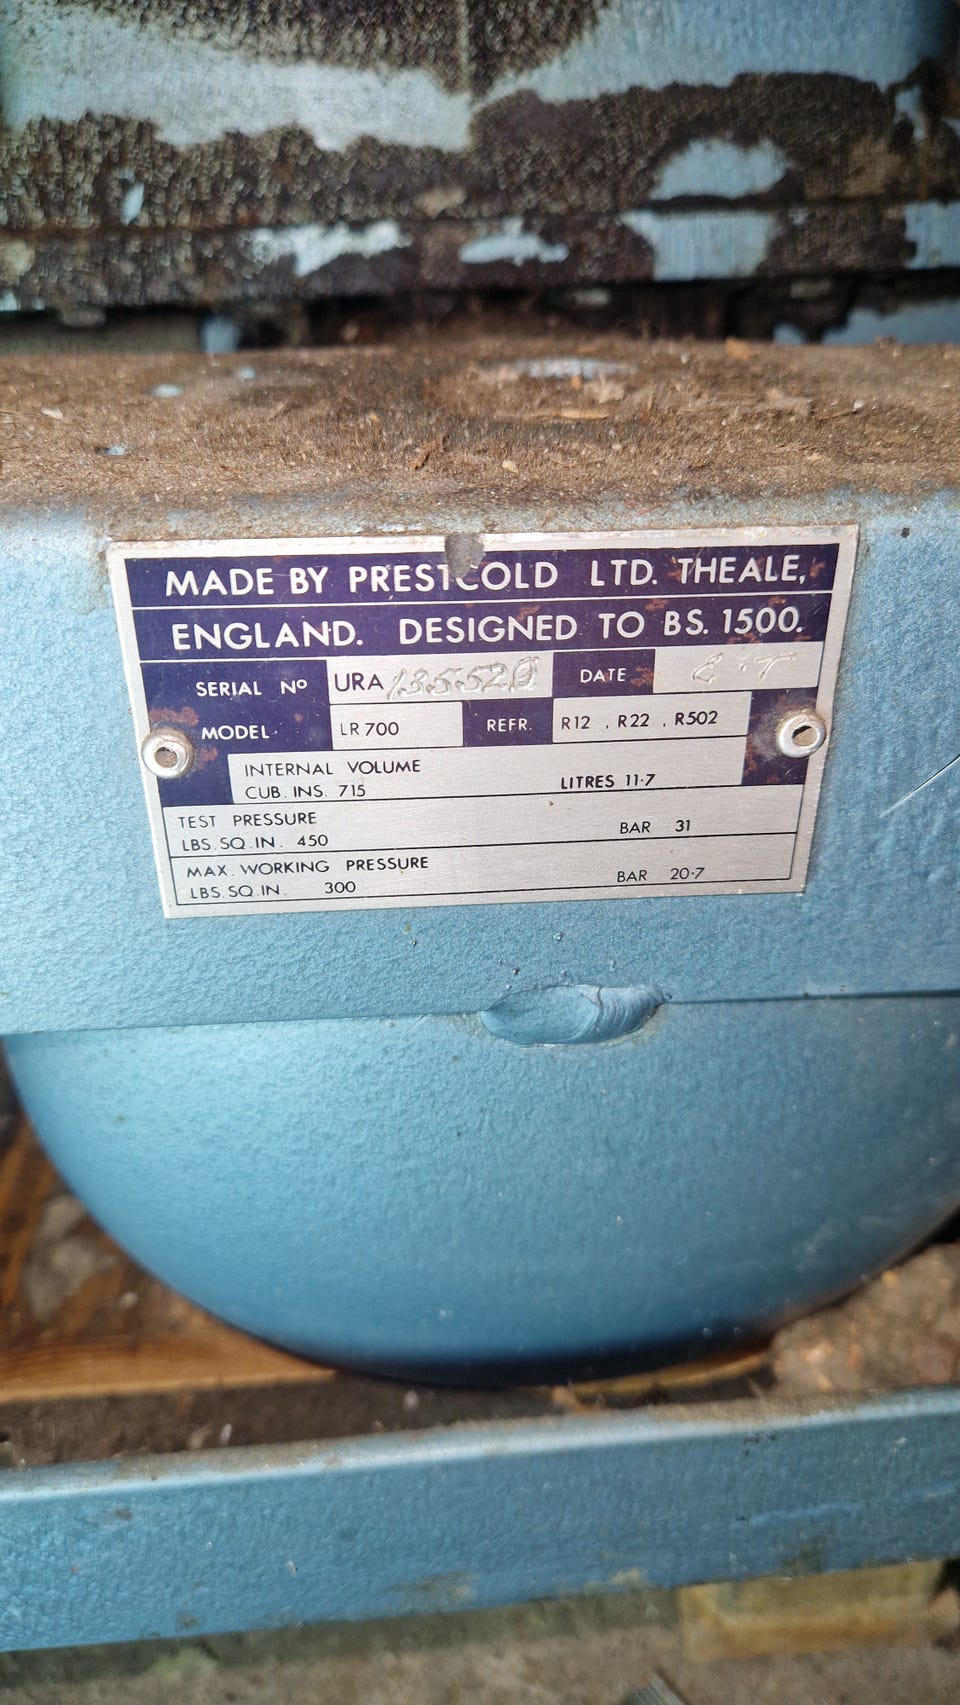 MADE BY PRESTCOLD LTD. THEALE,
ENGLAND. DESIGNED TO BS. 1500.
SERIAL Nº URA 135520 DATE
MODEL LR 700 REFR. R12 . R22 . R502
INTERNAL VOLUME
CUB. INS. 715 LITRES 11·7
TEST PRESSURE
LBS. SQ. IN. 450 BAR 31
MAX. WORKING PRESSURE
LBS. SQ. IN. 300 BAR 20·7